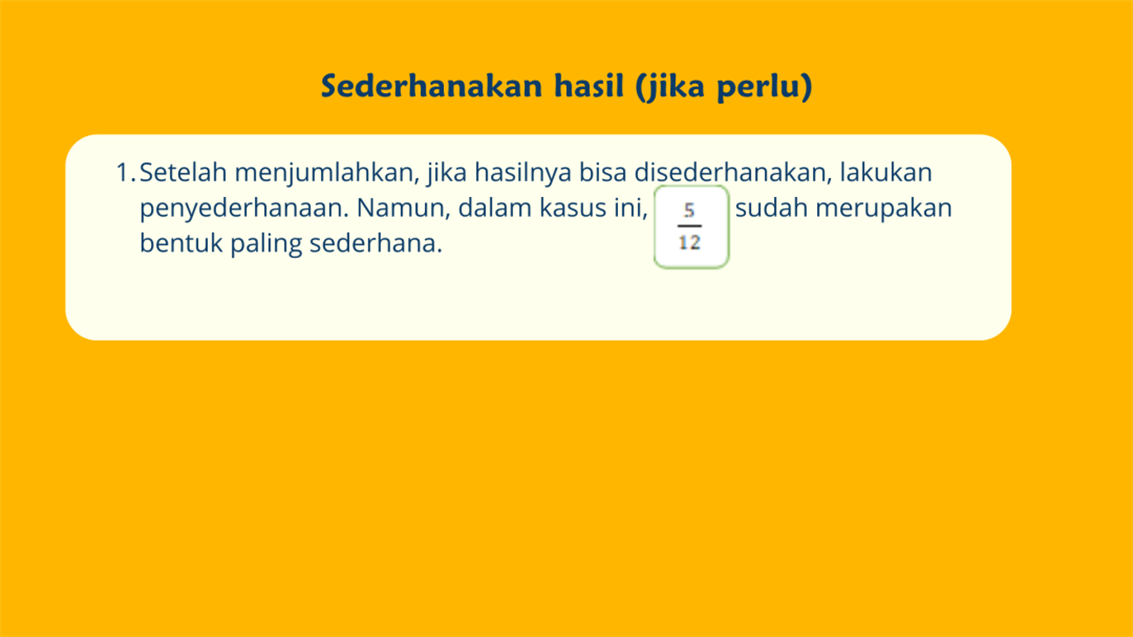 Sederhanakan hasil (jika perlu)
1. Setelah menjumlahkan, jika hasilnya bisa disederhanakan, lakukan
penyederhanaan. Namun, dalam kasus ini, 5/12 sudah merupakan
bentuk paling sederhana.